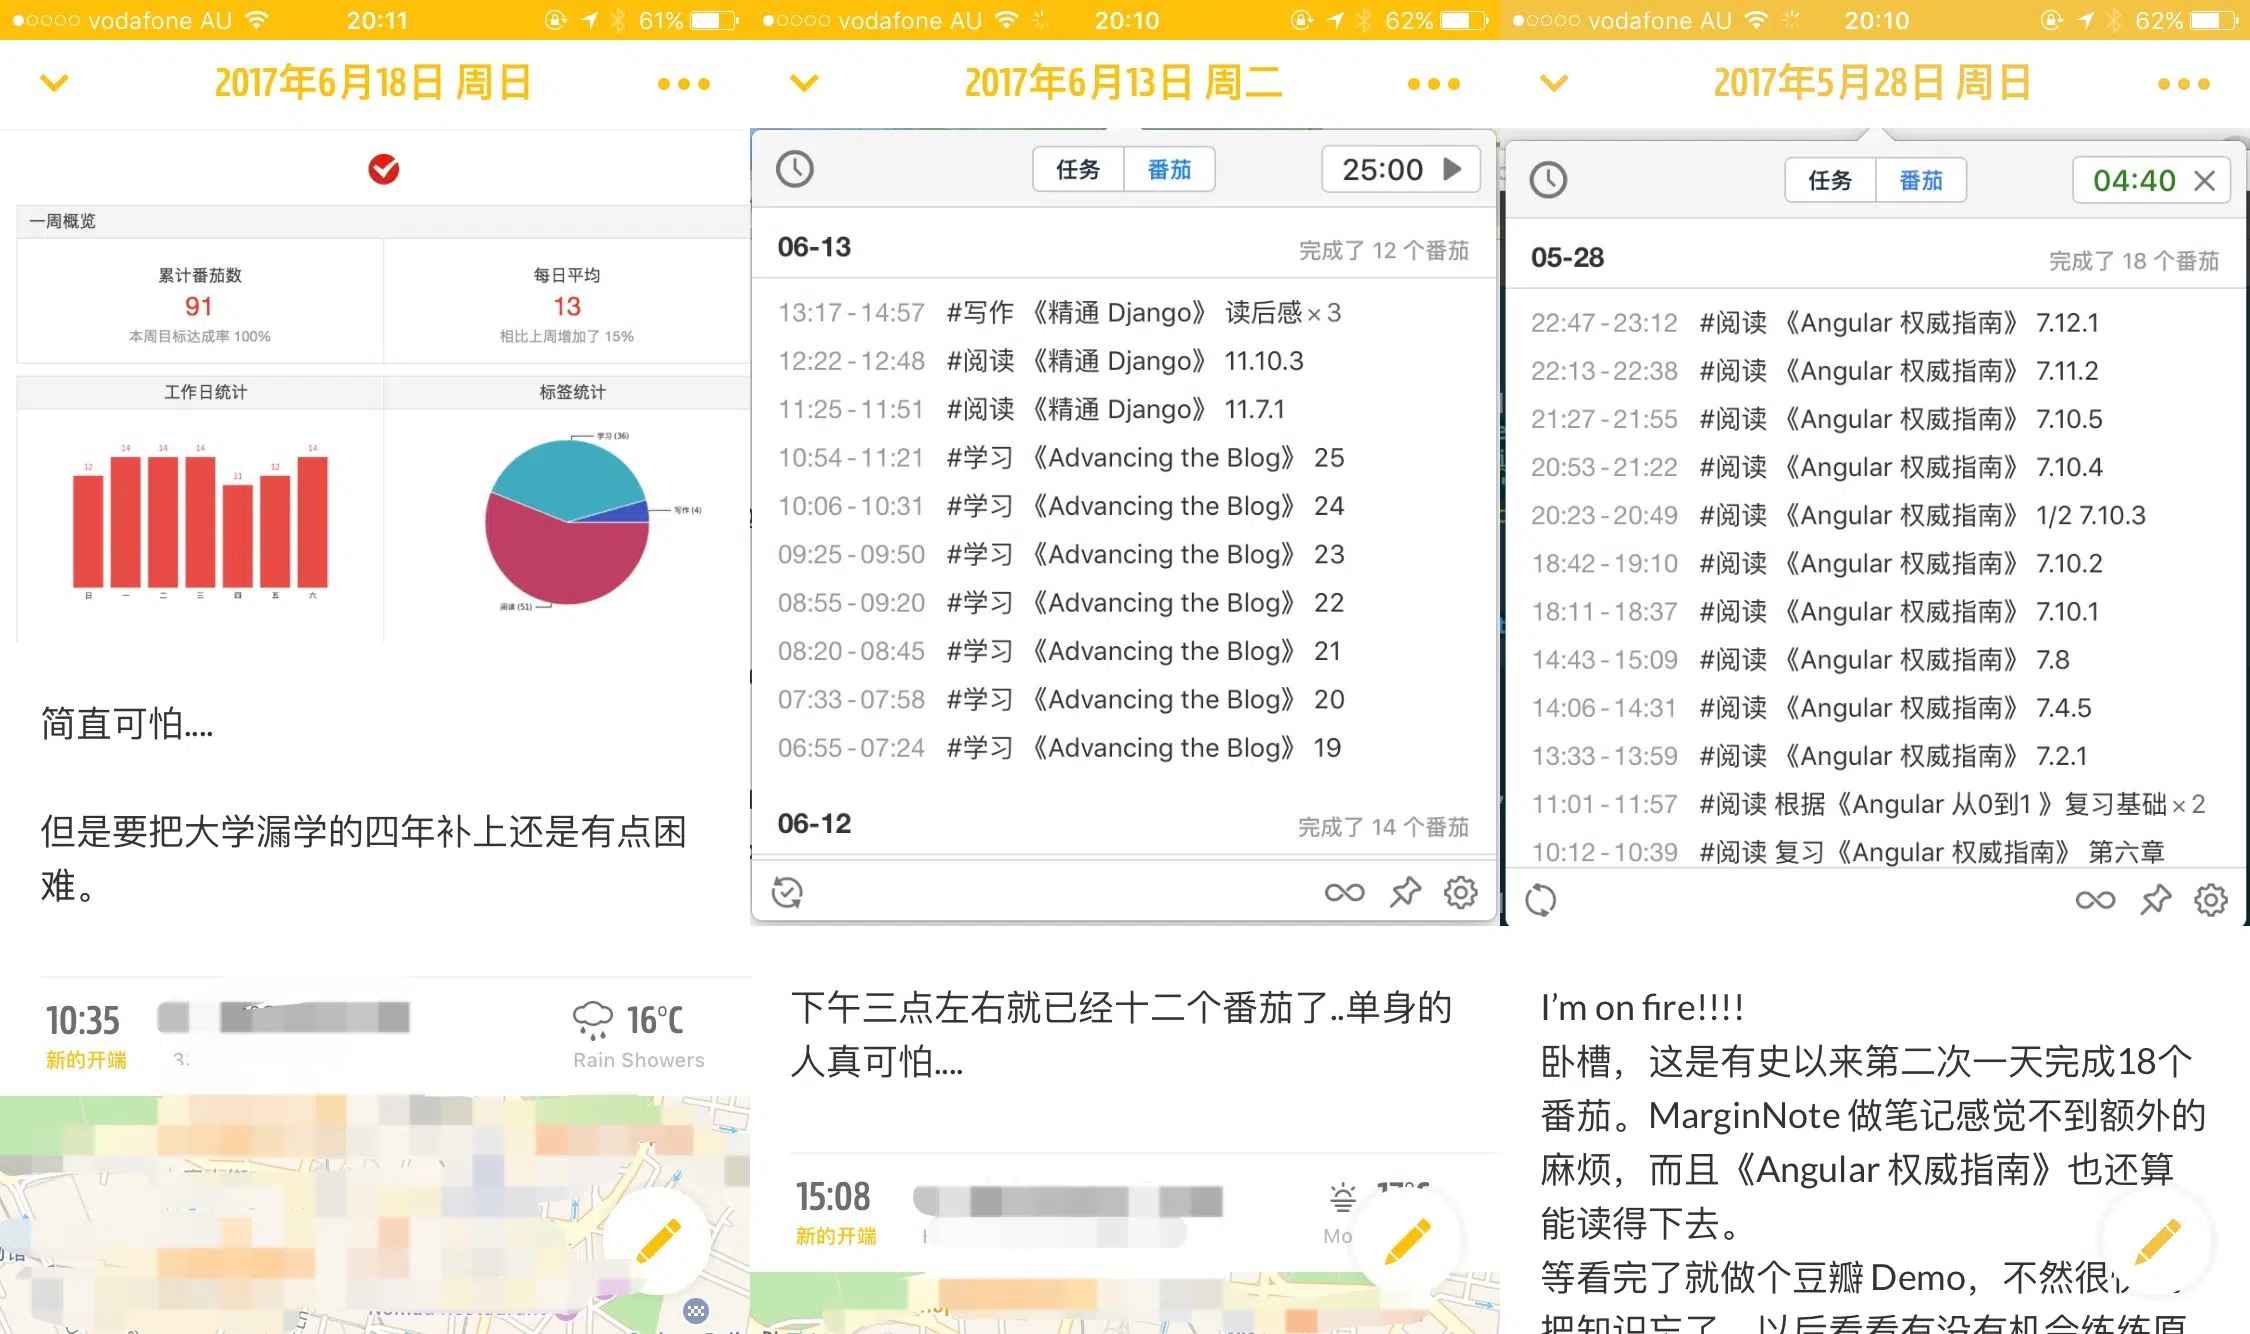 vodafone AU 20:11 61%
2017年6月18日 周日
一周概览
累计番茄数
91
本周目标达成率 100%
每日平均
13
相比上周增加了 15%
工作日统计
标签统计
12 14 14 14 11 12 14
日 一 二 三 四 五 六
学习 (36)
写作 (4)
阅读 (51)
简直可怕....
但是要把大学漏学的四年补上还是有点困
难。
10:35
新的开端
16°C
Rain Showers
vodafone AU 20:10 62%
2017年6月13日 周二
任务 番茄 25:00
06-13 完成了 12 个番茄
13:17-14:57 #写作 《精通 Django》 读后感×3
12:22-12:48 #阅读 《精通 Django》 11.10.3
11:25-11:51 #阅读 《精通 Django》 11.7.1
10:54-11:21 #学习 《Advancing the Blog》 25
10:06-10:31 #学习 《Advancing the Blog》 24
09:25-09:50 #学习 《Advancing the Blog》 23
08:55-09:20 #学习 《Advancing the Blog》 22
08:20-08:45 #学习 《Advancing the Blog》 21
07:33-07:58 #学习 《Advancing the Blog》 20
06:55-07:24 #学习 《Advancing the Blog》 19
06-12 完成了 14 个番茄
下午三点左右就已经十二个番茄了..单身的
人真可怕....
15:08
新的开端
Mo
vodafone AU 20:10 62%
2017年5月28日 周日
任务 番茄 04:40
05-28 完成了 18 个番茄
22:47-23:12 #阅读 《Angular 权威指南》 7.12.1
22:13-22:38 #阅读 《Angular 权威指南》 7.11.2
21:27-21:55 #阅读 《Angular 权威指南》 7.10.5
20:53-21:22 #阅读 《Angular 权威指南》 7.10.4
20:23-20:49 #阅读 《Angular 权威指南》 1/2 7.10.3
18:42-19:10 #阅读 《Angular 权威指南》 7.10.2
18:11-18:37 #阅读 《Angular 权威指南》 7.10.1
14:43-15:09 #阅读 《Angular 权威指南》 7.8
14:06-14:31 #阅读 《Angular 权威指南》 7.4.5
13:33-13:59 #阅读 《Angular 权威指南》 7.2.1
11:01-11:57 #阅读 根据《Angular 从0到1 》复习基础×2
10:12-10:39 #阅读 复习《Angular 权威指南》 第六章
I’m on fire!!!!
卧槽，这是有史以来第二次一天完成18个
番茄。MarginNote 做笔记感觉不到额外的
麻烦，而且《Angular 权威指南》也还算
能读得下去。
等看完了就做个豆瓣 Demo，不然很
把知识忘了，以后看看有没有机会练练原